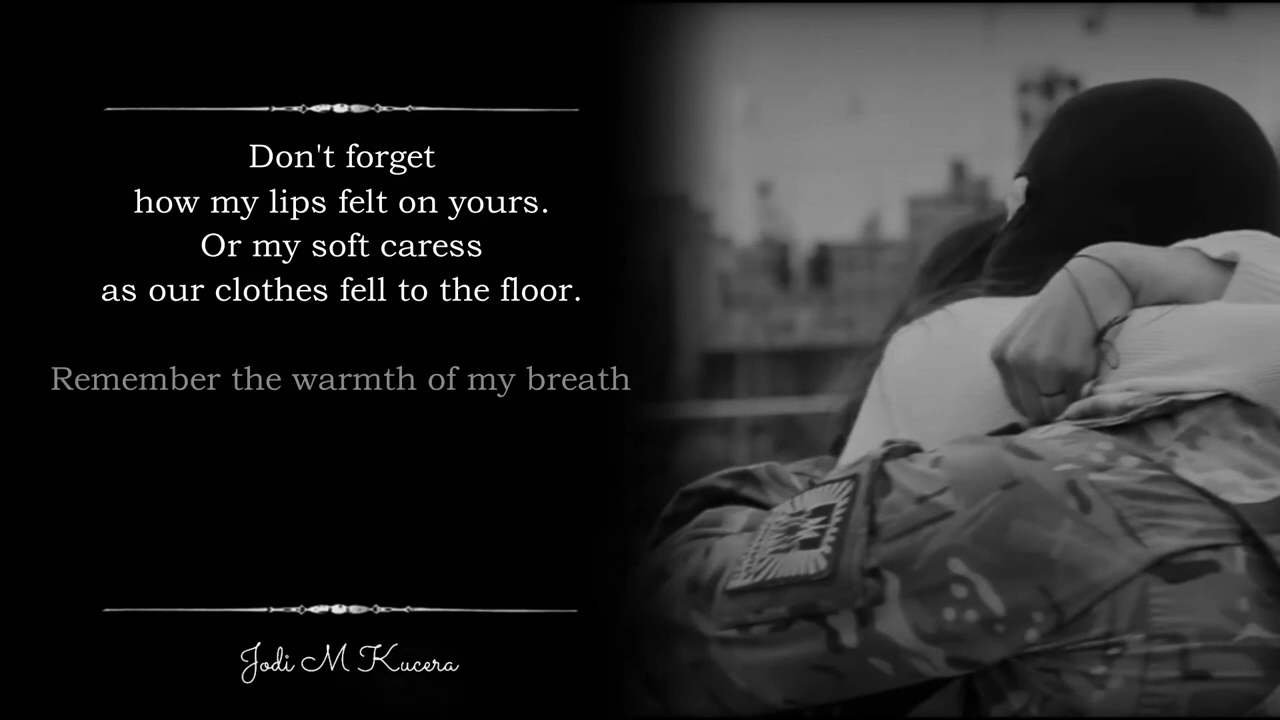 Don't forget
how my lips felt on yours.
Or my soft caress
as our clothes fell to the floor.
Remember the warmth of my breath
Jodi M Kucera